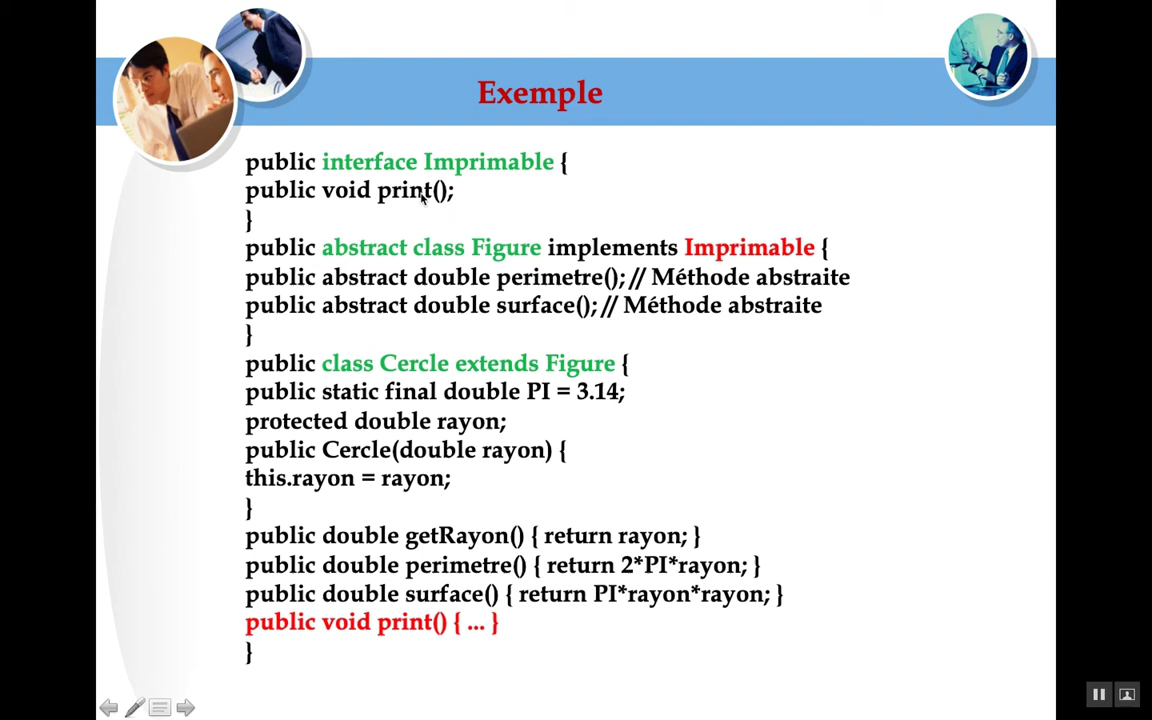 Exemple
public interface Imprimable {
public void print();
}
public abstract class Figure implements Imprimable {
public abstract double perimetre(); // Méthode abstraite
public abstract double surface(); // Méthode abstraite
}
public class Cercle extends Figure {
public static final double PI = 3.14;
protected double rayon;
public Cercle(double rayon) {
this.rayon = rayon;
}
public double getRayon() { return rayon; }
public double perimetre() { return 2*PI*rayon; }
public double surface() { return PI*rayon*rayon; }
public void print() { ... }
}